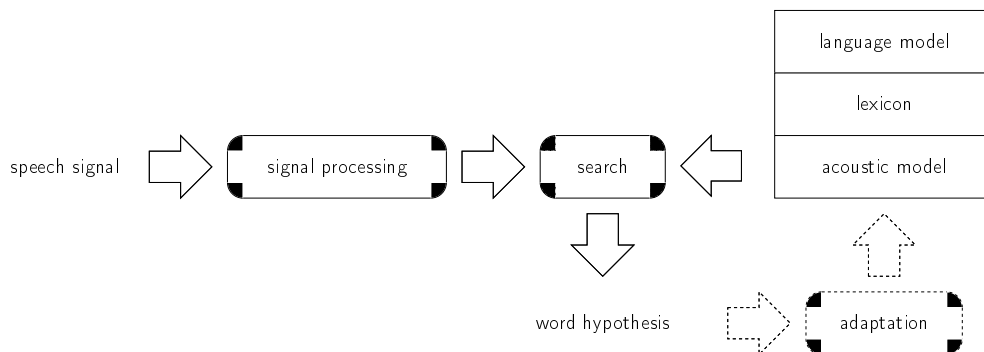 language model
lexicon
speech signal
signal processing
search
acoustic model
word hypothesis
adaptation